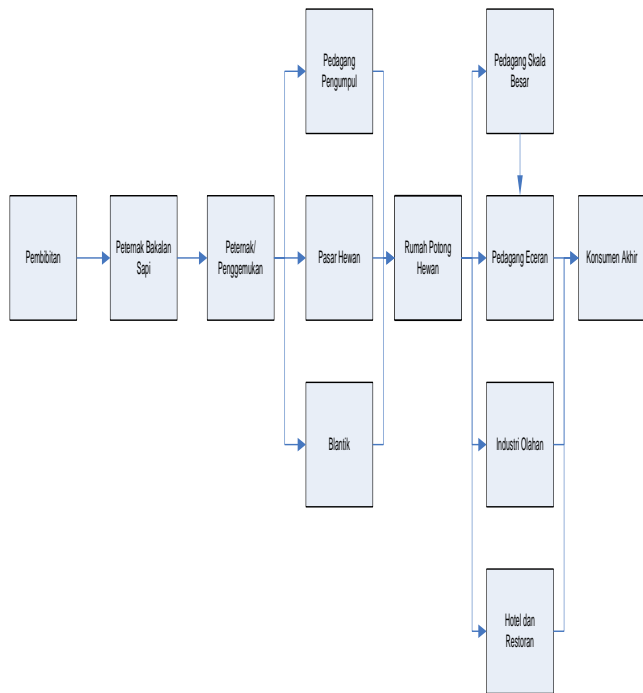 Pembibitan
Peternak Bakalan
Sapi
Peternak/
Penggemukan
Pedagang
Pengumpul
Pasar Hewan
Blantik
Rumah Potong
Hewan
Pedagang Skala
Besar
Pedagang Eceran
Industri Olahan
Hotel dan
Restoran
Konsumen Akhir